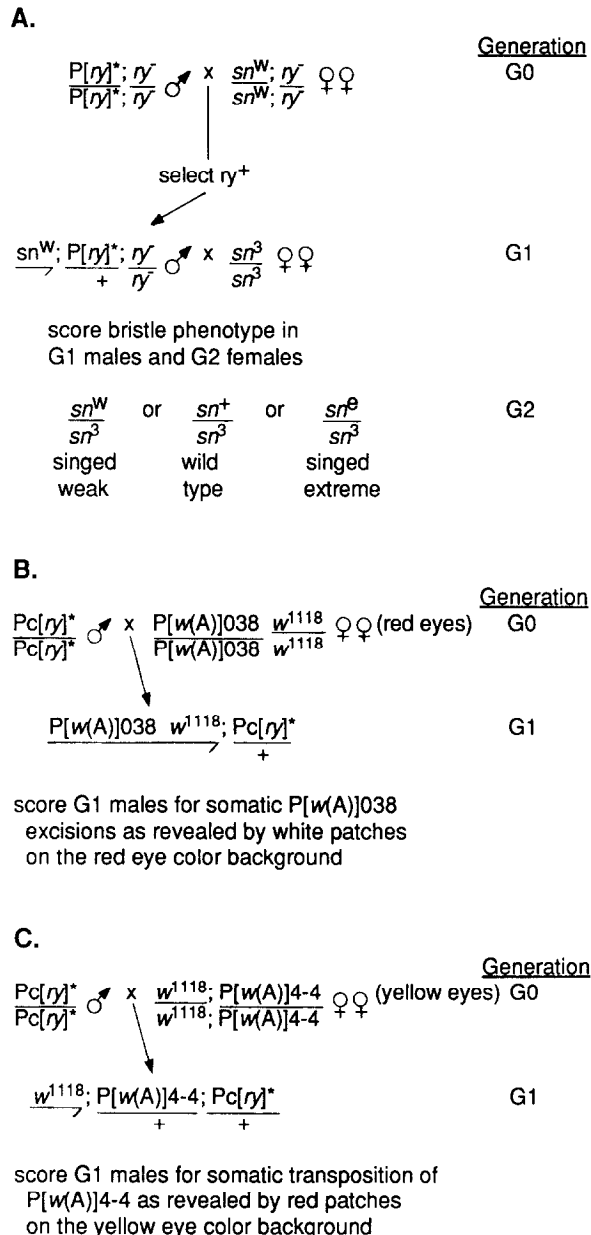 A.
Generation
P[ry]*; ry⁻ ♂ x snʷ; ry⁻ ♀♀ G0
P[ry]*; ry⁻ snʷ; ry⁻
select ry⁺
snʷ; P[ry]*; ry⁻ ♂ x sn³ ♀♀ G1
+ ry⁻ sn³
score bristle phenotype in
G1 males and G2 females
snʷ or sn⁺ or snᵉ G2
sn³ sn³ sn³
singed wild singed
weak type extreme
B.
Generation
Pc[ry]* ♂ x P[w(A)]038 w¹¹¹⁸ ♀♀ (red eyes) G0
Pc[ry]* P[w(A)]038 w¹¹¹⁸
P[w(A)]038 w¹¹¹⁸; Pc[ry]* G1
+
score G1 males for somatic P[w(A)]038
excisions as revealed by white patches
on the red eye color background
C.
Generation
Pc[ry]* ♂ x w¹¹¹⁸; P[w(A)]4-4 ♀♀ (yellow eyes) G0
Pc[ry]* w¹¹¹⁸; P[w(A)]4-4
w¹¹¹⁸; P[w(A)]4-4; Pc[ry]* G1
+ +
score G1 males for somatic transposition of
P[w(A)]4-4 as revealed by red patches
on the yellow eye color background